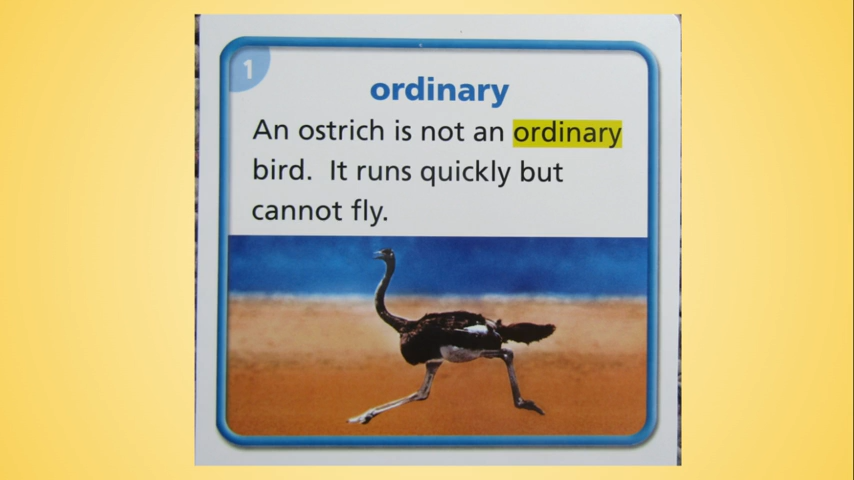 1
ordinary
An ostrich is not an ordinary
bird. It runs quickly but
cannot fly.